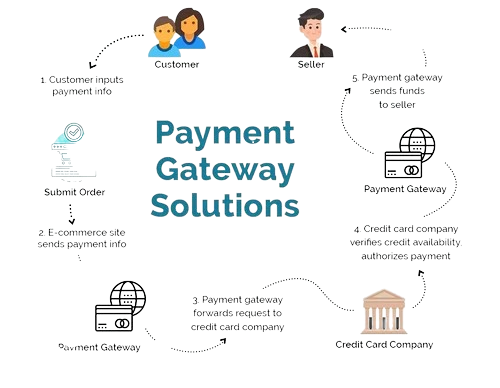 Customer
Seller
1. Customer inputs
payment info
Payment
Gateway
Solutions
5. Payment gateway
sends funds
to seller
Submit Order
Payment Gateway
2. E-commerce site
sends payment info
4. Credit card company
verifies credit availability,
authorizes payment
3. Payment gateway
forwards request to
credit card company
Payment Gateway
Credit Card Company